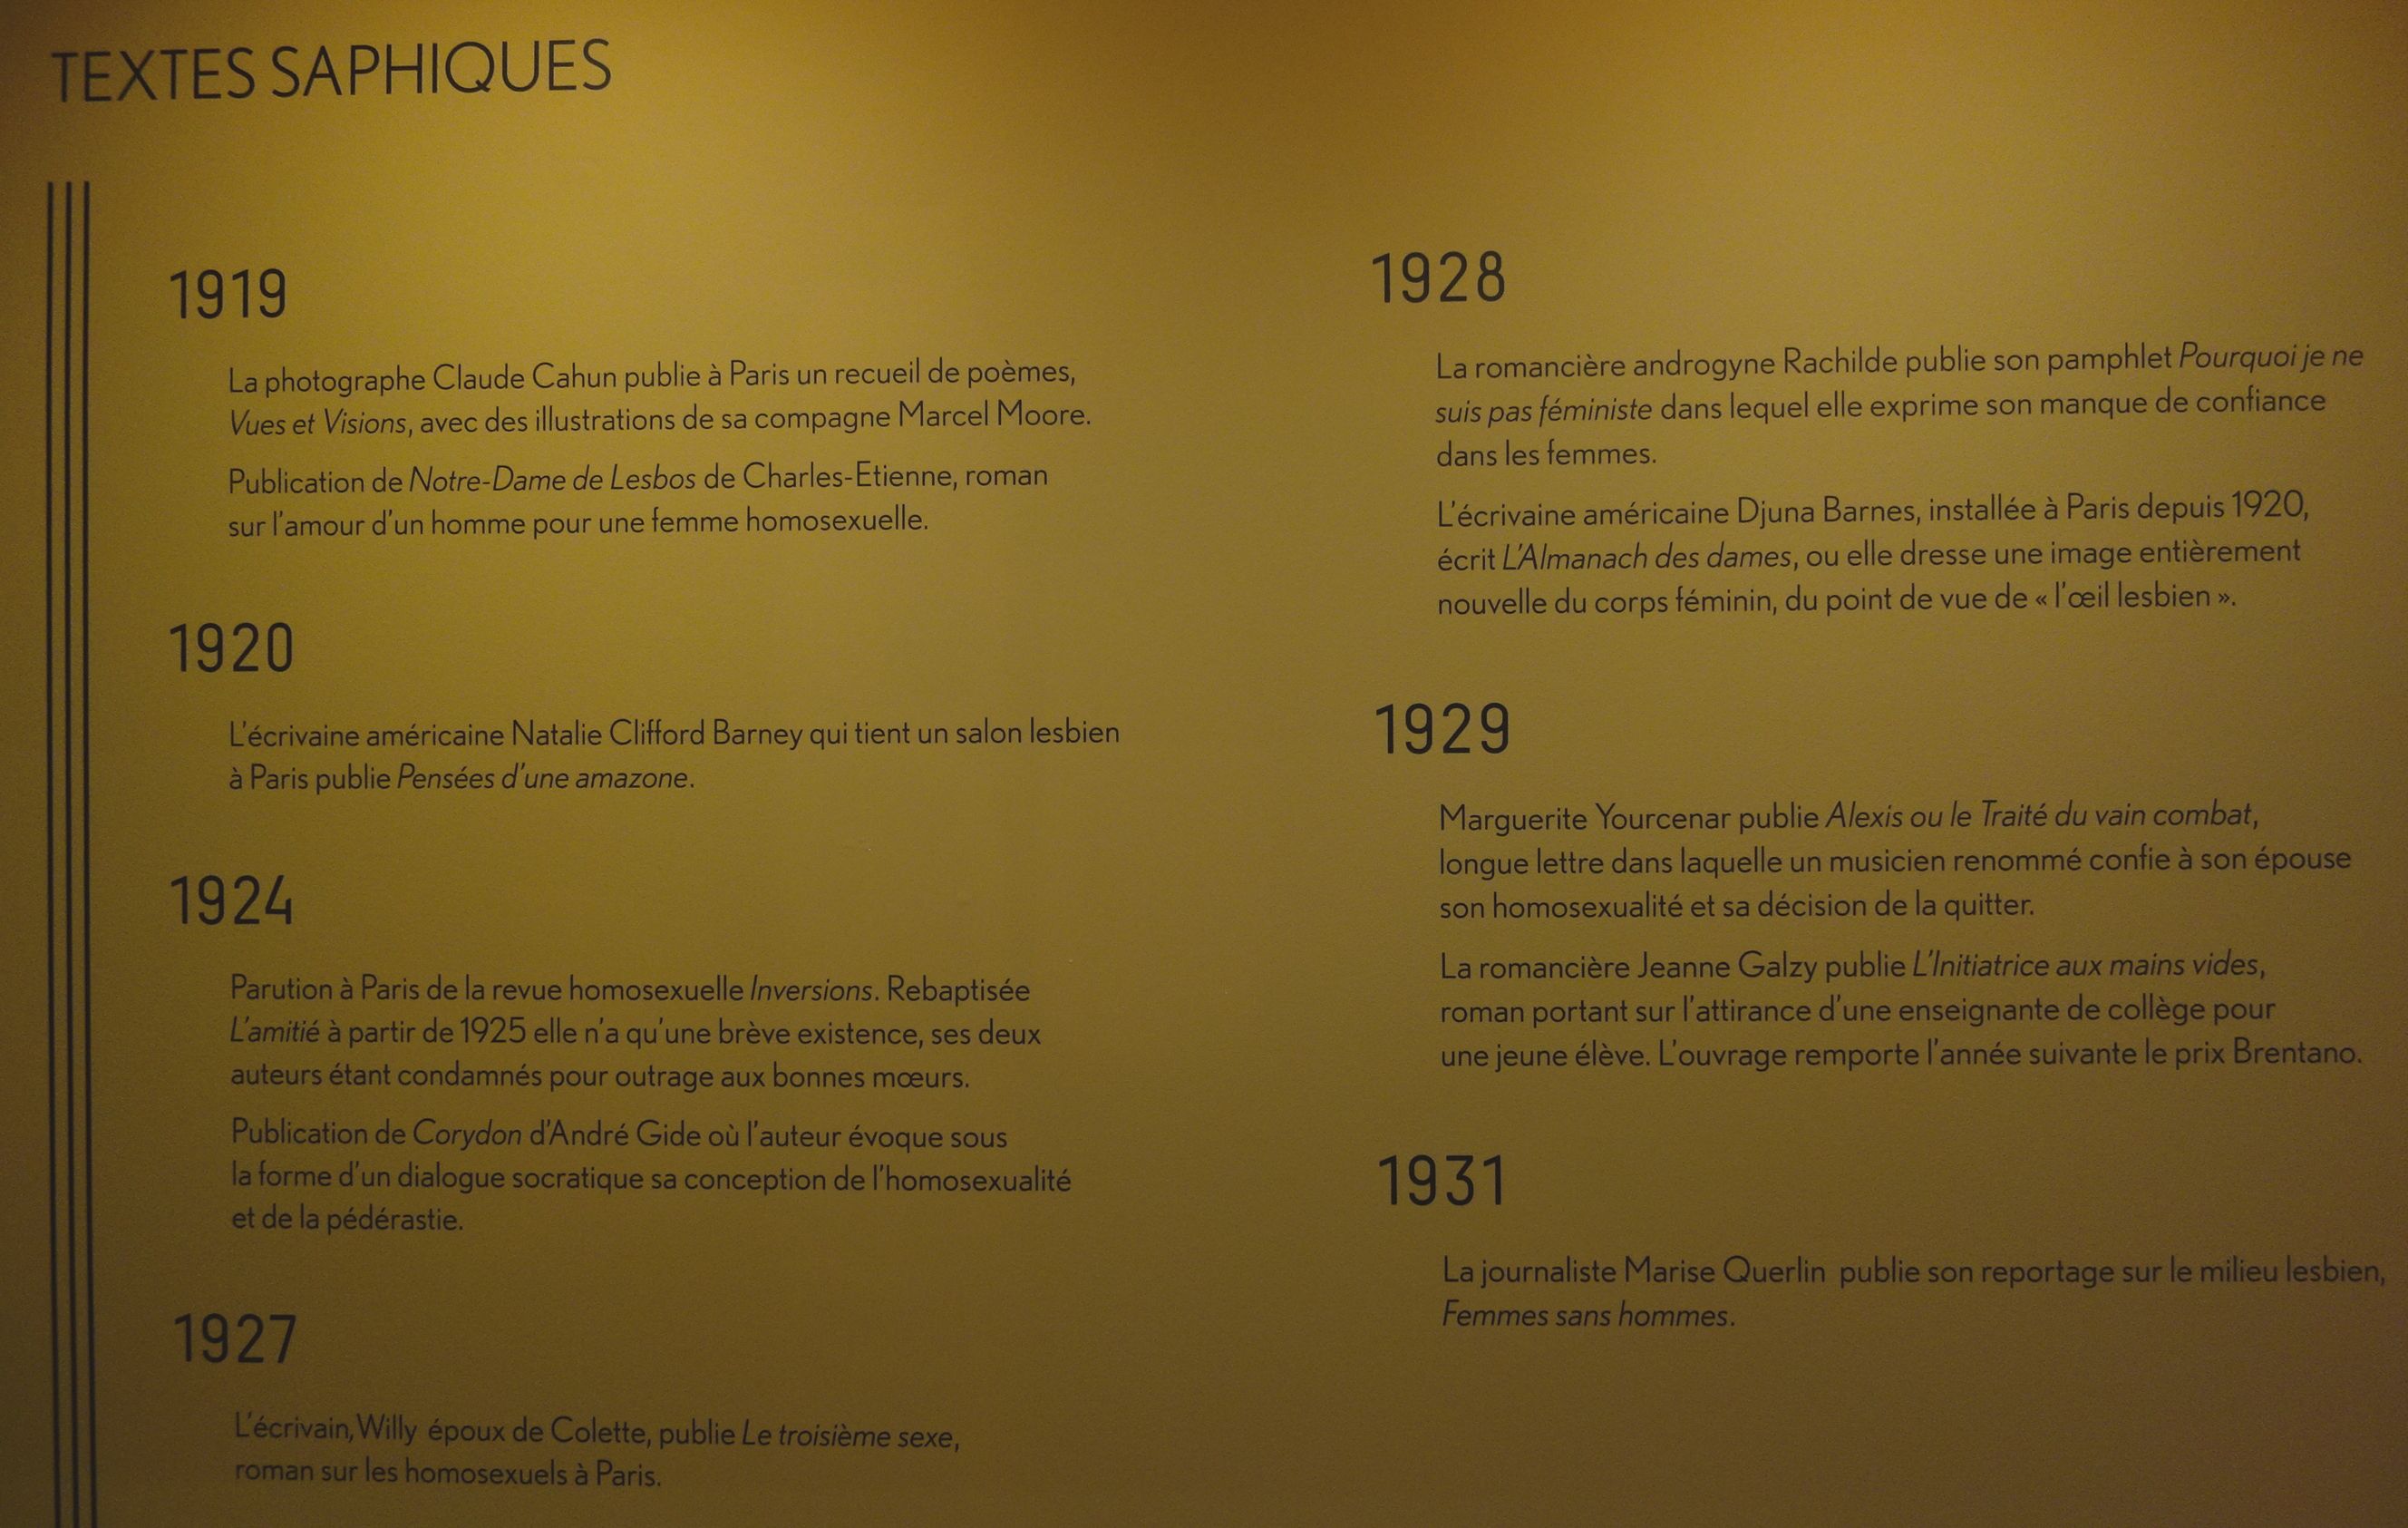 TEXTES SAPHIQUES
1919
La photographe Claude Cahun publie à Paris un recueil de poèmes,
Vues et Visions, avec des illustrations de sa compagne Marcel Moore.
Publication de Notre-Dame de Lesbos de Charles-Etienne, roman
sur l'amour d'un homme pour une femme homosexuelle.
1920
L'écrivaine américaine Natalie Clifford Barney qui tient un salon lesbien
à Paris publie Pensées d'une amazone.
1924
Parution à Paris de la revue homosexuelle Inversions. Rebaptisée
L'amitié à partir de 1925 elle n'a qu'une brève existence, ses deux
auteurs étant condamnés pour outrage aux bonnes mœurs.
Publication de Corydon d'André Gide où l'auteur évoque sous
la forme d'un dialogue socratique sa conception de l'homosexualité
et de la pédérastie.
1927
L'écrivain, Willy époux de Colette, publie Le troisième sexe,
roman sur les homosexuels à Paris.
1928
La romancière androgyne Rachilde publie son pamphlet Pourquoi je ne
suis pas féministe dans lequel elle exprime son manque de confiance
dans les femmes.
L'écrivaine américaine Djuna Barnes, installée à Paris depuis 1920,
écrit L'Almanach des dames, ou elle dresse une image entièrement
nouvelle du corps féminin, du point de vue de « l'œil lesbien ».
1929
Marguerite Yourcenar publie Alexis ou le Traité du vain combat,
longue lettre dans laquelle un musicien renommé confie à son épouse
son homosexualité et sa décision de la quitter.
La romancière Jeanne Galzy publie L'Initiatrice aux mains vides,
roman portant sur l'attirance d'une enseignante de collège pour
une jeune élève. L'ouvrage remporte l'année suivante le prix Brentano.
1931
La journaliste Marise Querlin publie son reportage sur le milieu lesbien,
Femmes sans hommes.